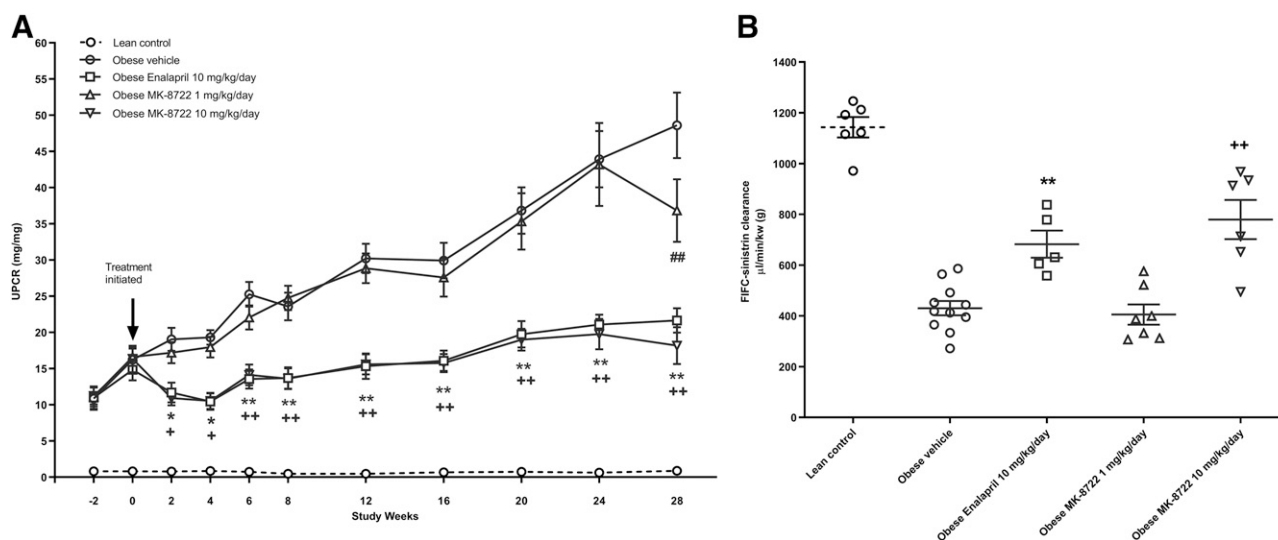 A
60
55
50
45
40
35
30
25
20
15
10
5
0
UPCR (mg/mg)
Lean control
Obese vehicle
Obese Enalapril 10 mg/kg/day
Obese MK-8722 1 mg/kg/day
Obese MK-8722 10 mg/kg/day
Treatment
initiated
##
* * ** ** ** ** ** ** **
+ + ++ ++ ++ ++ ++ ++ ++
-2 0 2 4 6 8 12 16 20 24 28
Study Weeks
B
1400
1200
1000
800
600
400
200
0
FIFC-sinistrin clearance
µl/min/kw (g)
**
++
Lean control
Obese vehicle
Obese Enalapril 10 mg/kg/day
Obese MK-8722 1 mg/kg/day
Obese MK-8722 10 mg/kg/day